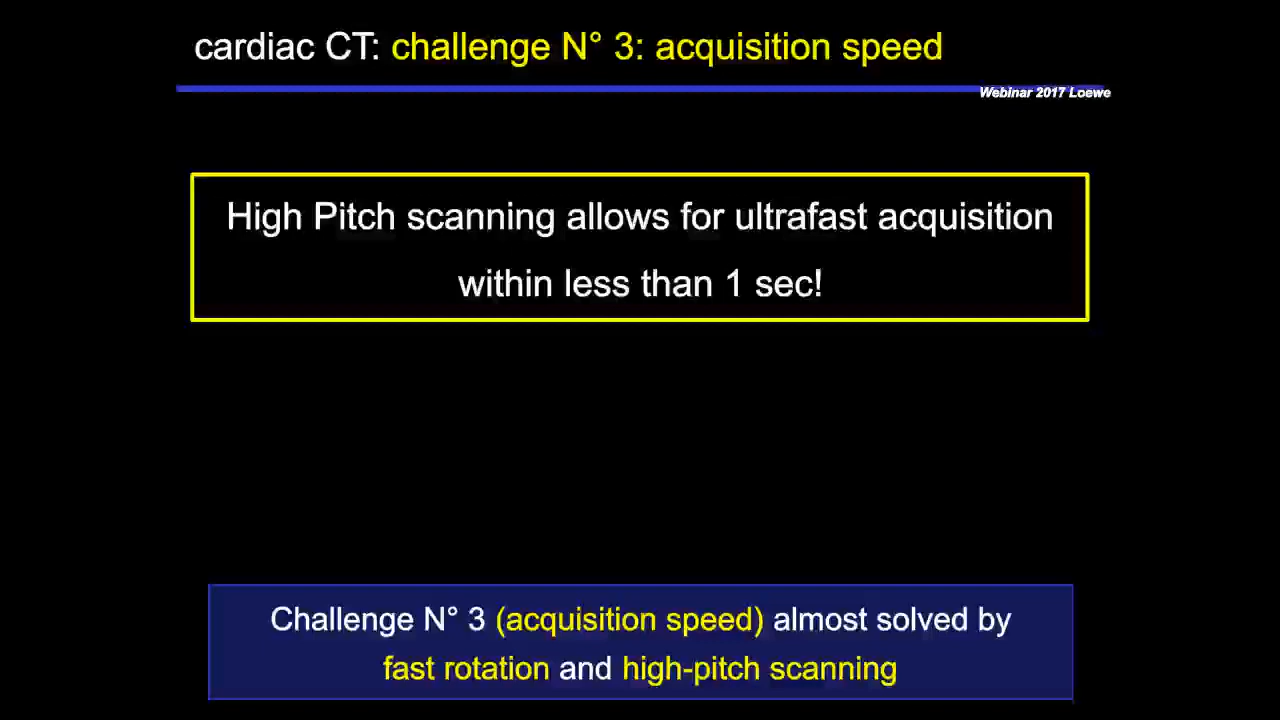 cardiac CT: challenge N° 3: acquisition speed
Webinar 2017 Loewe
High Pitch scanning allows for ultrafast acquisition
within less than 1 sec!
Challenge N° 3 (acquisition speed) almost solved by
fast rotation and high-pitch scanning